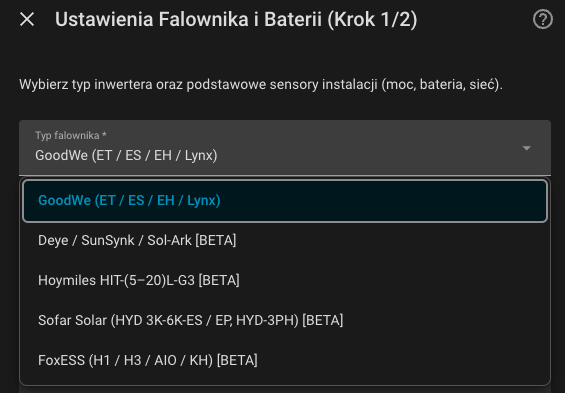 Ustawienia Falownika i Baterii (Krok 1/2)
Wybierz typ inwertera oraz podstawowe sensory instalacji (moc, bateria, sieć).
Typ falownika *
GoodWe (ET / ES / EH / Lynx)
GoodWe (ET / ES / EH / Lynx)
Deye / SunSynk / Sol-Ark [BETA]
Hoymiles HIT-(5–20)L-G3 [BETA]
Sofar Solar (HYD 3K-6K-ES / EP, HYD-3PH) [BETA]
FoxESS (H1 / H3 / AIO / KH) [BETA]